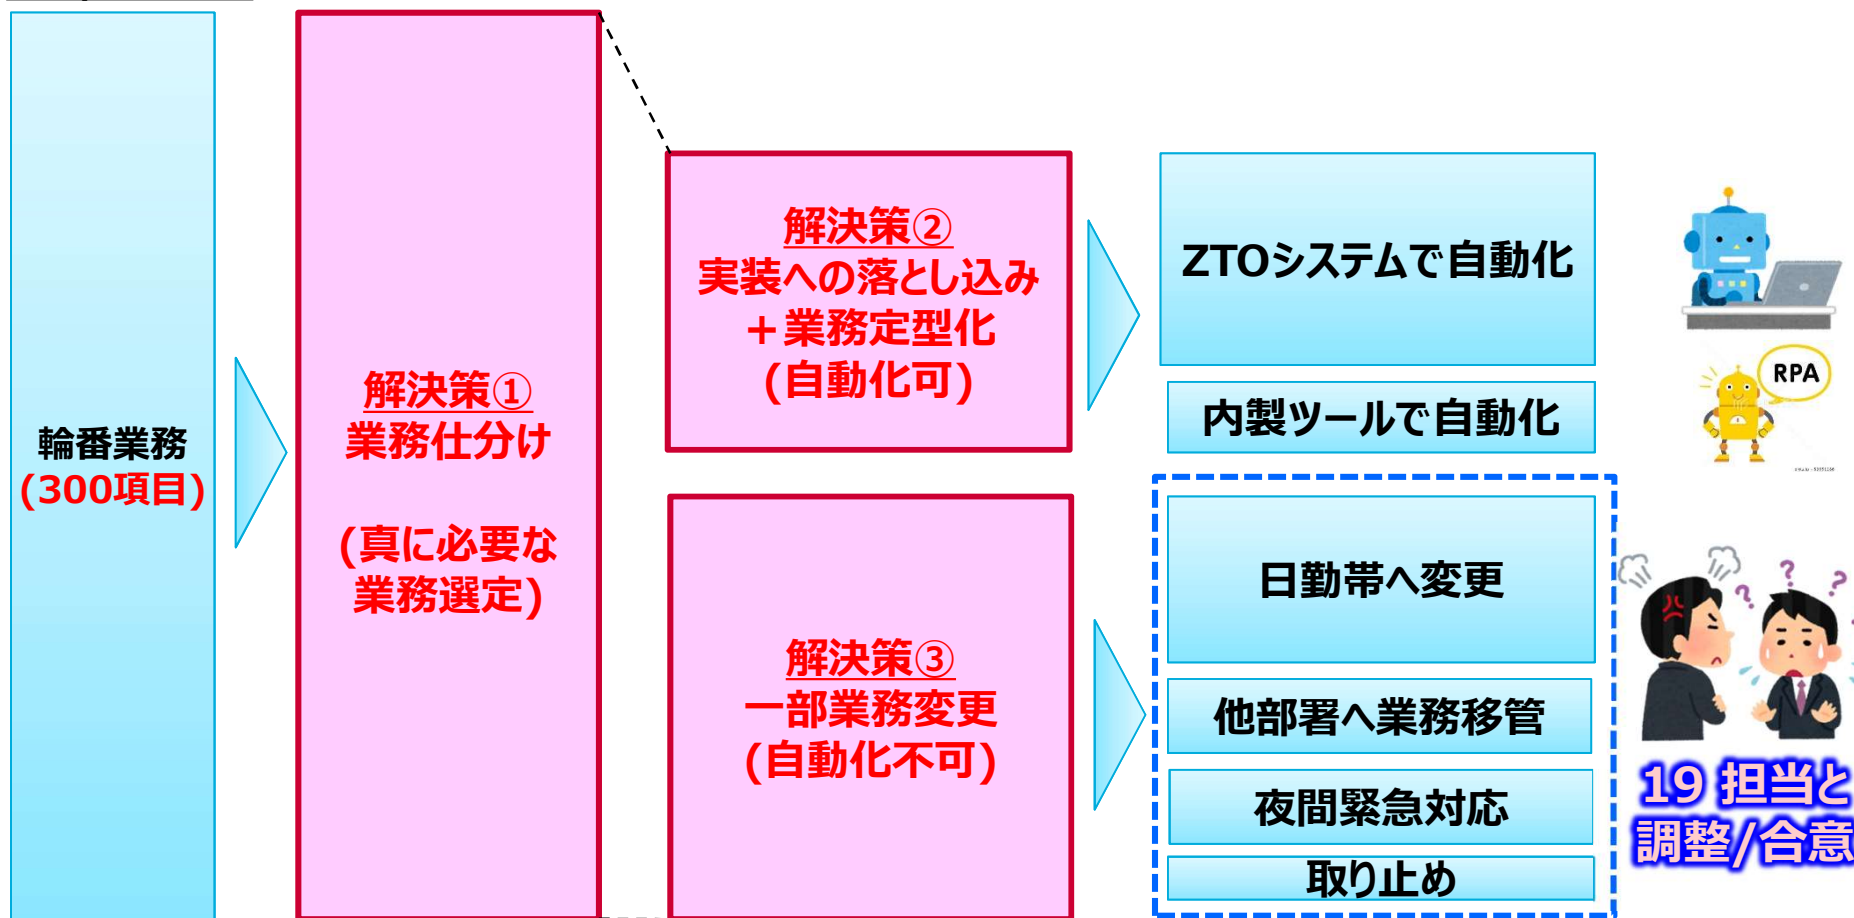 輪番業務
(300項目)
解決策①
業務仕分け
(真に必要な
業務選定)
解決策②
実装への落とし込み
＋業務定型化
(自動化可)
解決策③
一部業務変更
(自動化不可)
ZTOシステムで自動化
内製ツールで自動化
日勤帯へ変更
他部署へ業務移管
夜間緊急対応
取り止め
RPA
19 担当と
調整/合意